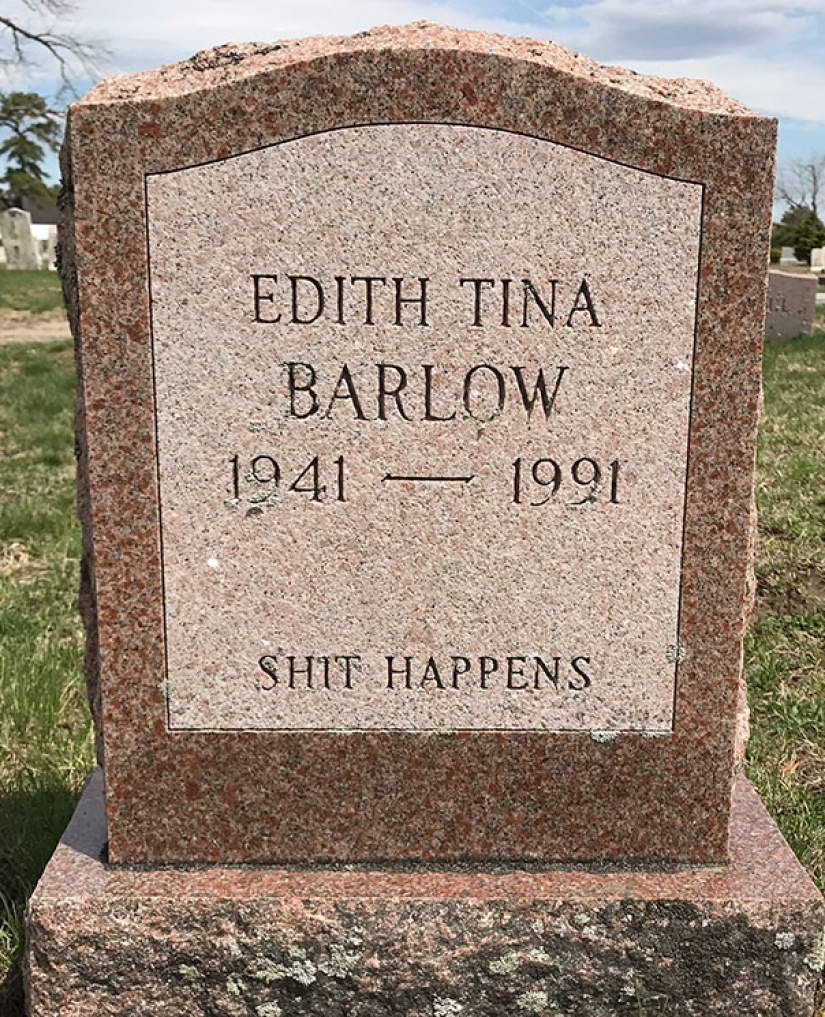 EDITH TINA
BARLOW
1941 — 1991
SHIT HAPPENS